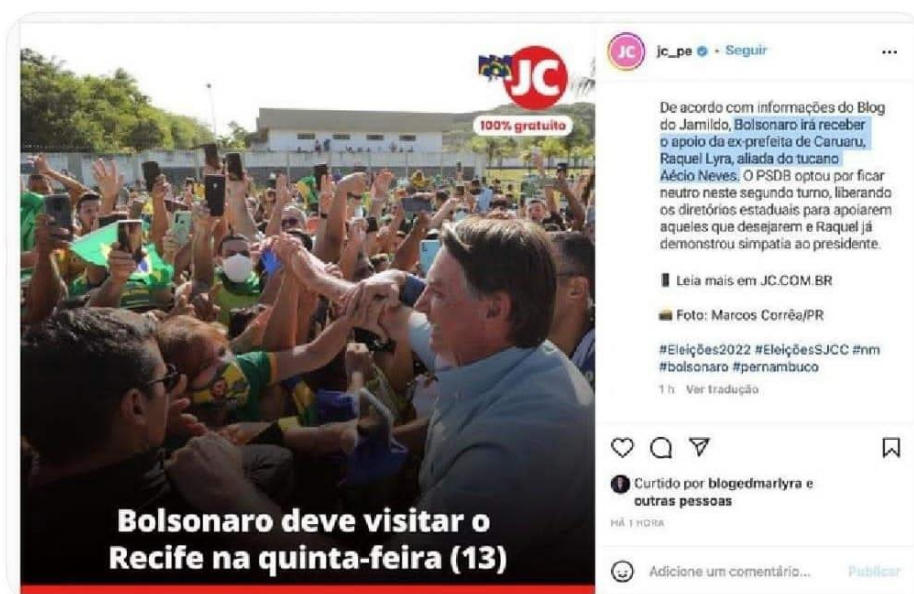 JC
100% gratuito
Bolsonaro deve visitar o
Recife na quinta-feira (13)
JC
jc_pe • Seguir
De acordo com informações do Blog
do Jamildo, Bolsonaro irá receber
o apoio da ex-prefeita de Caruaru,
Raquel Lyra, aliada do tucano
Aécio Neves. O PSDB optou por ficar
neutro neste segundo turno, liberando
os diretórios estaduais para apoiarem
aqueles que desejarem e Raquel já
demonstrou simpatia ao presidente.
Leia mais em JC.COM.BR
Foto: Marcos Corrêa/PR
#Eleições2022 #EleiçõesSJCC #nm
#bolsonaro #pernambuco
1 h Ver tradução
Curtido por blogedmarlyra e
outras pessoas
HÁ 1 HORA
Adicione um comentário... Publicar